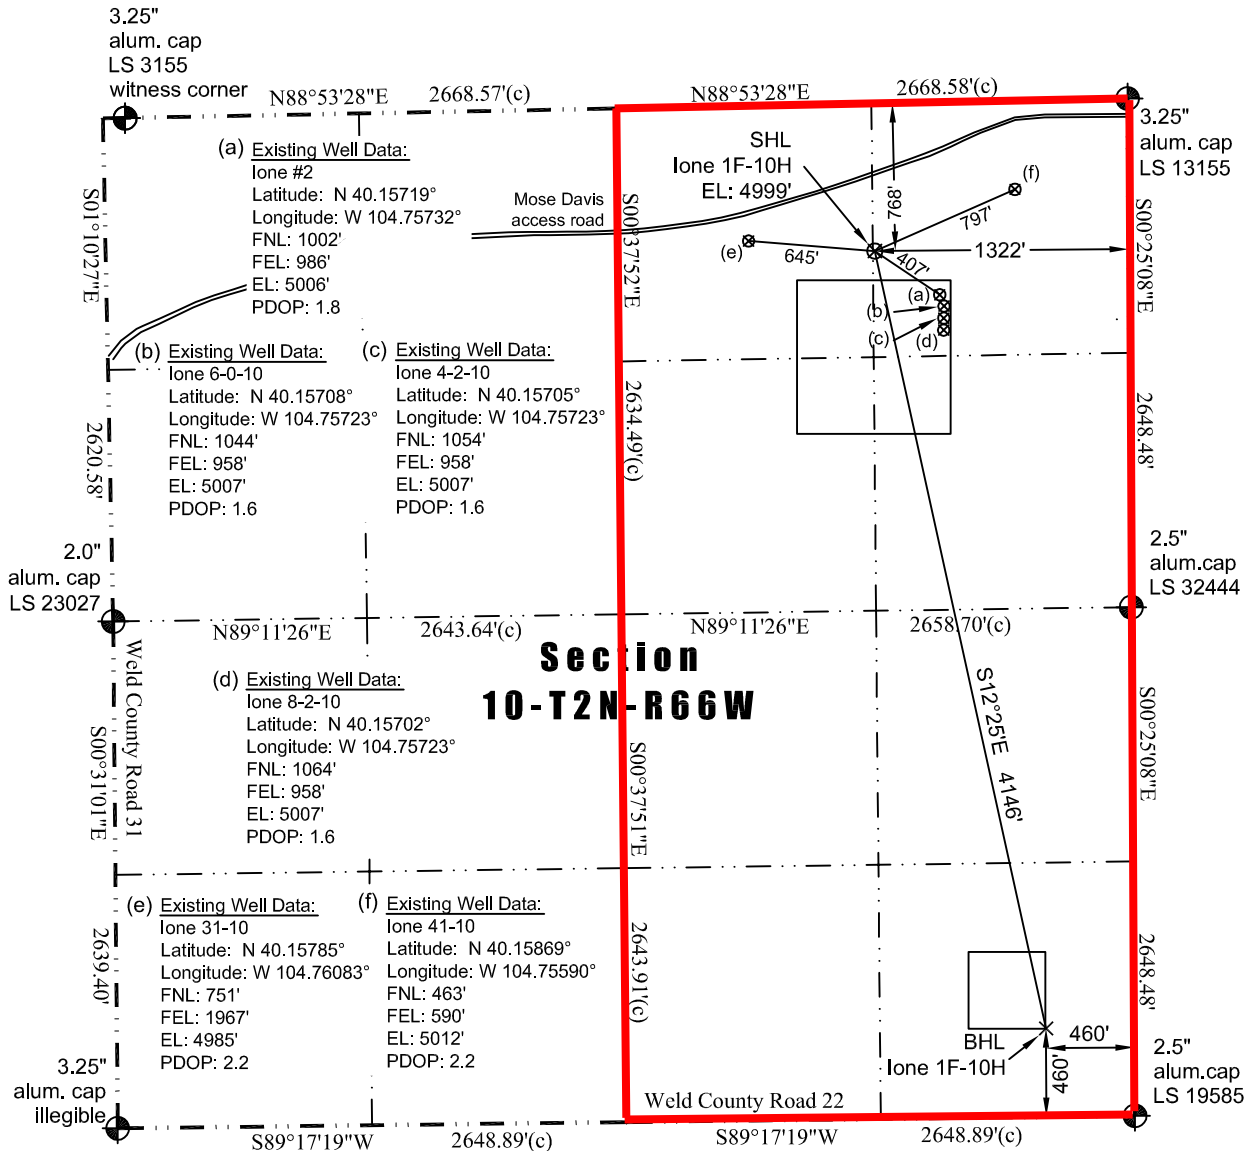 3.25"
alum. cap
LS 3155
witness corner
N88°53'28"E
2668.57'(c)
N88°53'28"E
2668.58'(c)
3.25"
alum. cap
LS 13155
SHL
Ione 1F-10H
EL: 4999'
(a) Existing Well Data:
Ione #2
Latitude: N 40.15719°
Longitude: W 104.75732°
FNL: 1002'
FEL: 986'
EL: 5006'
PDOP: 1.8
Mose Davis
access road
S01°10'27"E
S00°37'52"E
798'
797'
(f)
(e)
645'
407'
1322'
S00°25'08"E
(a)
(b)
(c)
(d)
(b) Existing Well Data:
Ione 6-0-10
Latitude: N 40.15708°
Longitude: W 104.75723°
FNL: 1044'
FEL: 958'
EL: 5007'
PDOP: 1.6
(c) Existing Well Data:
Ione 4-2-10
Latitude: N 40.15705°
Longitude: W 104.75723°
FNL: 1054'
FEL: 958'
EL: 5007'
PDOP: 1.6
2620.58'
2634.49'(c)
2648.48'
2.0"
alum. cap
LS 23027
2.5"
alum.cap
LS 32444
N89°11'26"E
2643.64'(c)
N89°11'26"E
2658.70'(c)
Section
10-T2N-R66W
Weld County Road 31
S00°31'01"E
(d) Existing Well Data:
Ione 8-2-10
Latitude: N 40.15702°
Longitude: W 104.75723°
FNL: 1064'
FEL: 958'
EL: 5007'
PDOP: 1.6
S00°37'51"E
S12°25'E 4146'
S00°25'08"E
(e) Existing Well Data:
Ione 31-10
Latitude: N 40.15785°
Longitude: W 104.76083°
FNL: 751'
FEL: 1967'
EL: 4985'
PDOP: 2.2
(f) Existing Well Data:
Ione 41-10
Latitude: N 40.15869°
Longitude: W 104.75590°
FNL: 463'
FEL: 590'
EL: 5012'
PDOP: 2.2
2639.40'
2643.91'(c)
2648.48'
BHL
Ione 1F-10H
460'
460'
3.25"
alum. cap
illegible
2.5"
alum.cap
LS 19585
Weld County Road 22
S89°17'19"W
2648.89'(c)
S89°17'19"W
2648.89'(c)